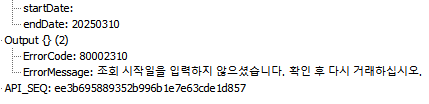 startDate:
endDate: 20250310
Output {} (2)
ErrorCode: 80002310
ErrorMessage: 조회 시작일을 입력하지 않으셨습니다. 확인 후 다시 거래하십시오.
API_SEQ: ee3b695889352b996b1e7e63cde1d857